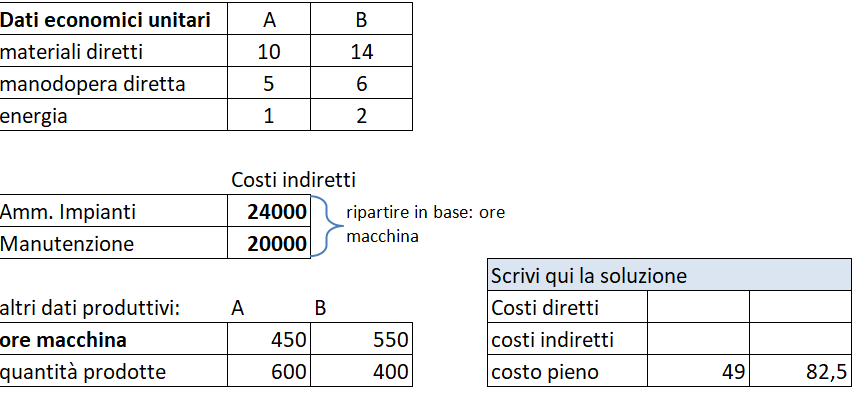 Dati economici unitari A B
materiali diretti 10 14
manodopera diretta 5 6
energia 1 2
Costi indiretti
Amm. Impianti 24000
Manutenzione 20000
ripartire in base: ore
macchina
altri dati produttivi: A B
ore macchina 450 550
quantità prodotte 600 400
Scrivi qui la soluzione
Costi diretti
costi indiretti
costo pieno 49 82,5